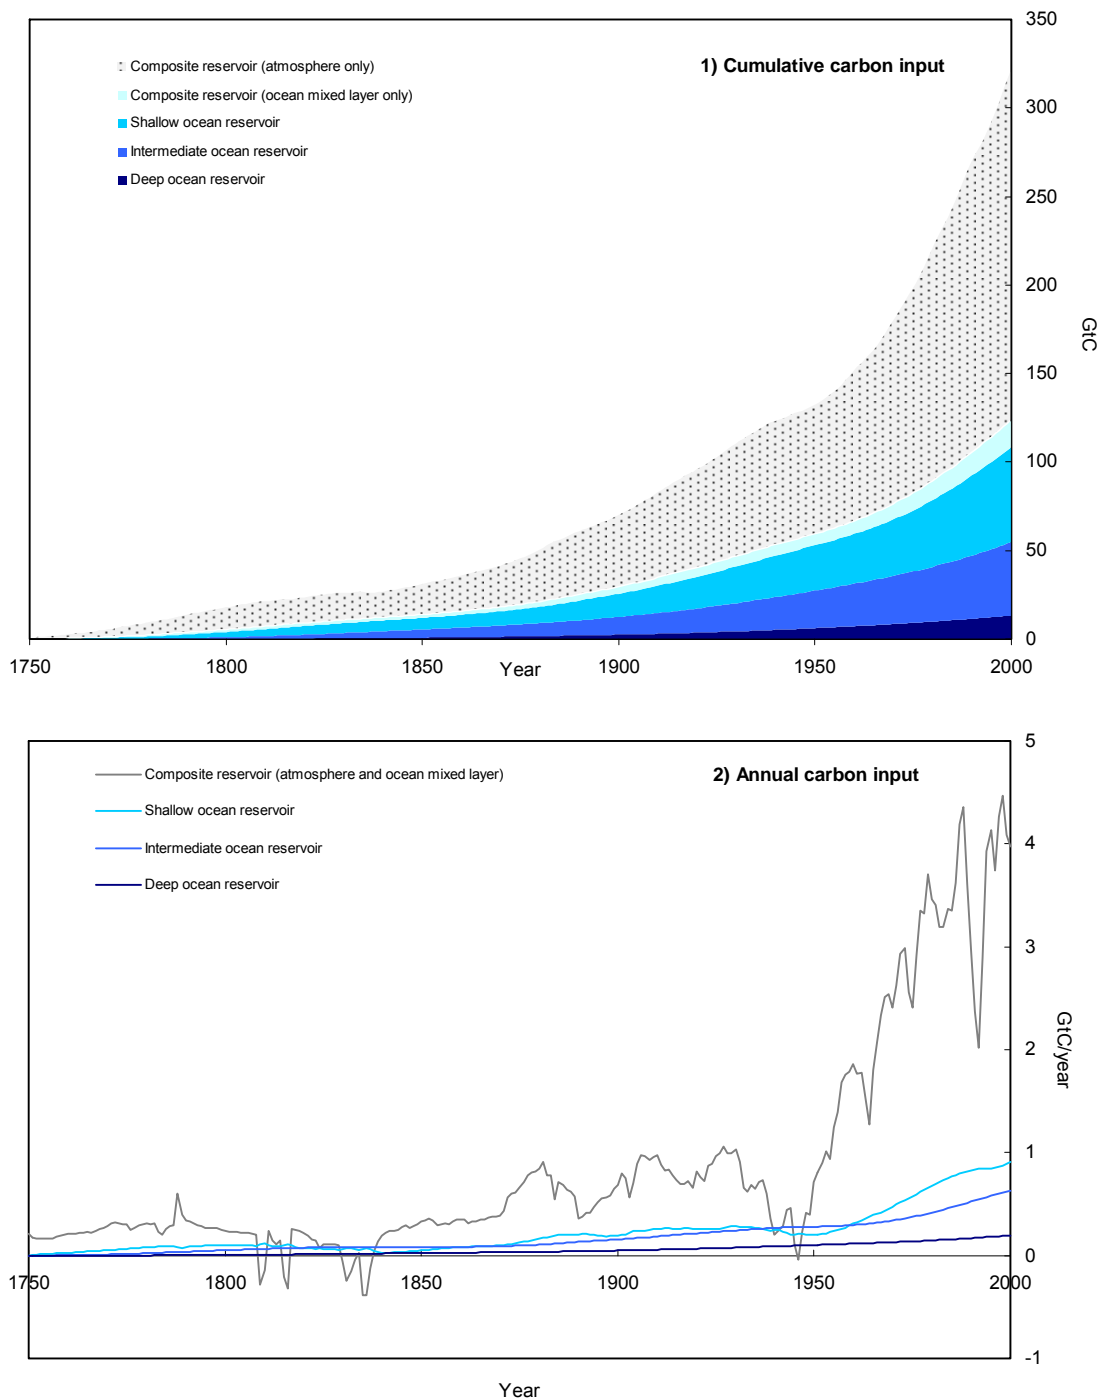 350
Composite reservoir (atmosphere only)
1) Cumulative carbon input
Composite reservoir (ocean mixed layer only)
300
Shallow ocean reservoir
Intermediate ocean reservoir
250
Deep ocean reservoir
200
GtC
150
100
50
0
1750 1800 1850 1900 1950 2000
Year
5
Composite reservoir (atmosphere and ocean mixed layer)
2) Annual carbon input
Shallow ocean reservoir
4
Intermediate ocean reservoir
Deep ocean reservoir
3
GtC/year
2
1
0
1750 1800 1850 1900 1950 2000
-1
Year